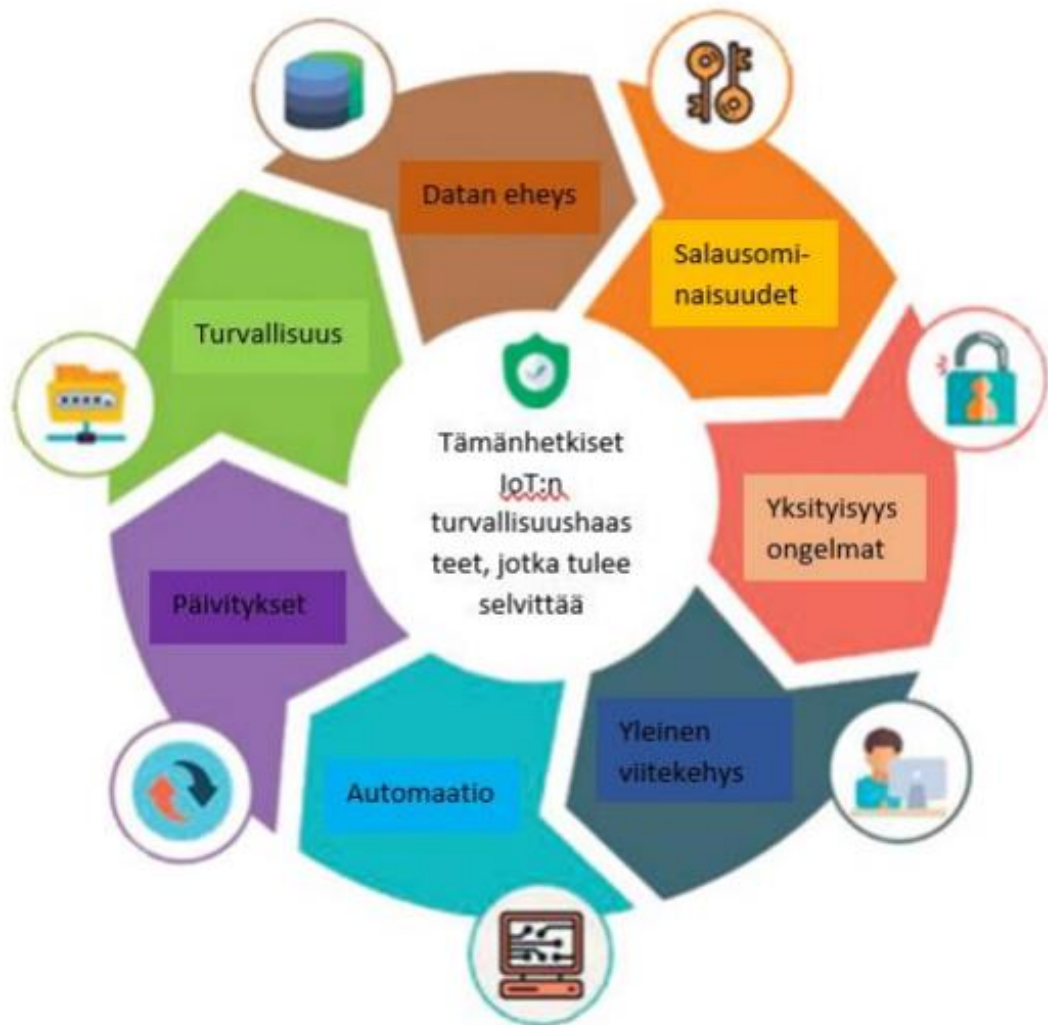 Datan eheys
Salausomi-
naisuudet
Turvallisuus
Tämänhetkiset
IoT:n
turvallisuushaas
teet, jotka tulee
selvittää
Yksityisyys
ongelmat
Päivitykset
Yleinen
viitekehys
Automaatio